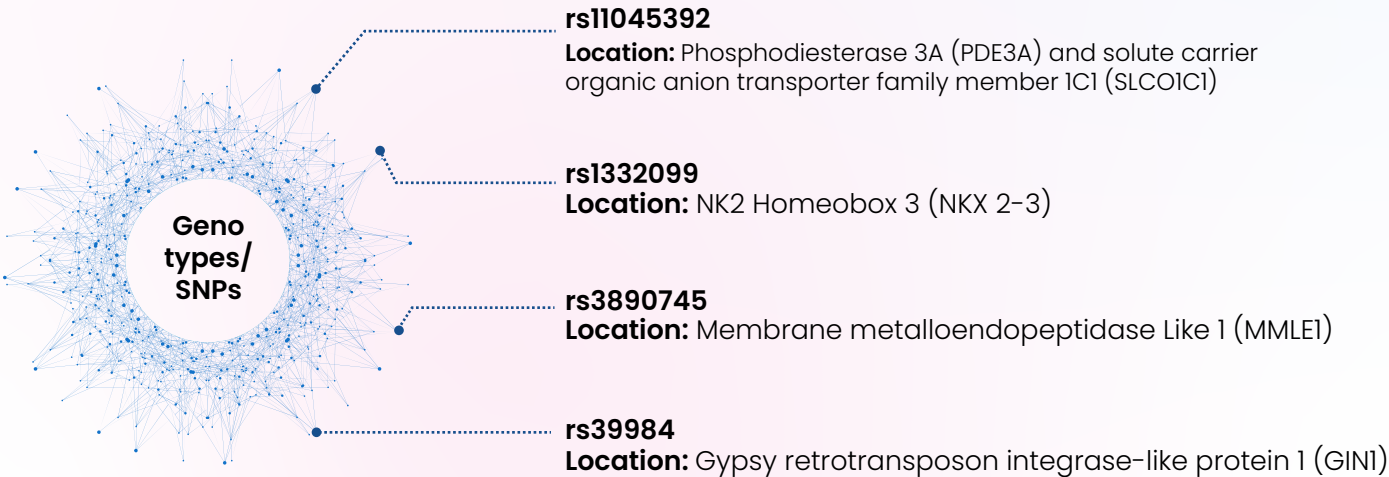 Geno
types/
SNPs
rs11045392
Location: Phosphodiesterase 3A (PDE3A) and solute carrier
organic anion transporter family member 1C1 (SLCO1C1)
rs1332099
Location: NK2 Homeobox 3 (NKX 2-3)
rs3890745
Location: Membrane metalloendopeptidase Like 1 (MMLE1)
rs39984
Location: Gypsy retrotransposon integrase-like protein 1 (GIN1)